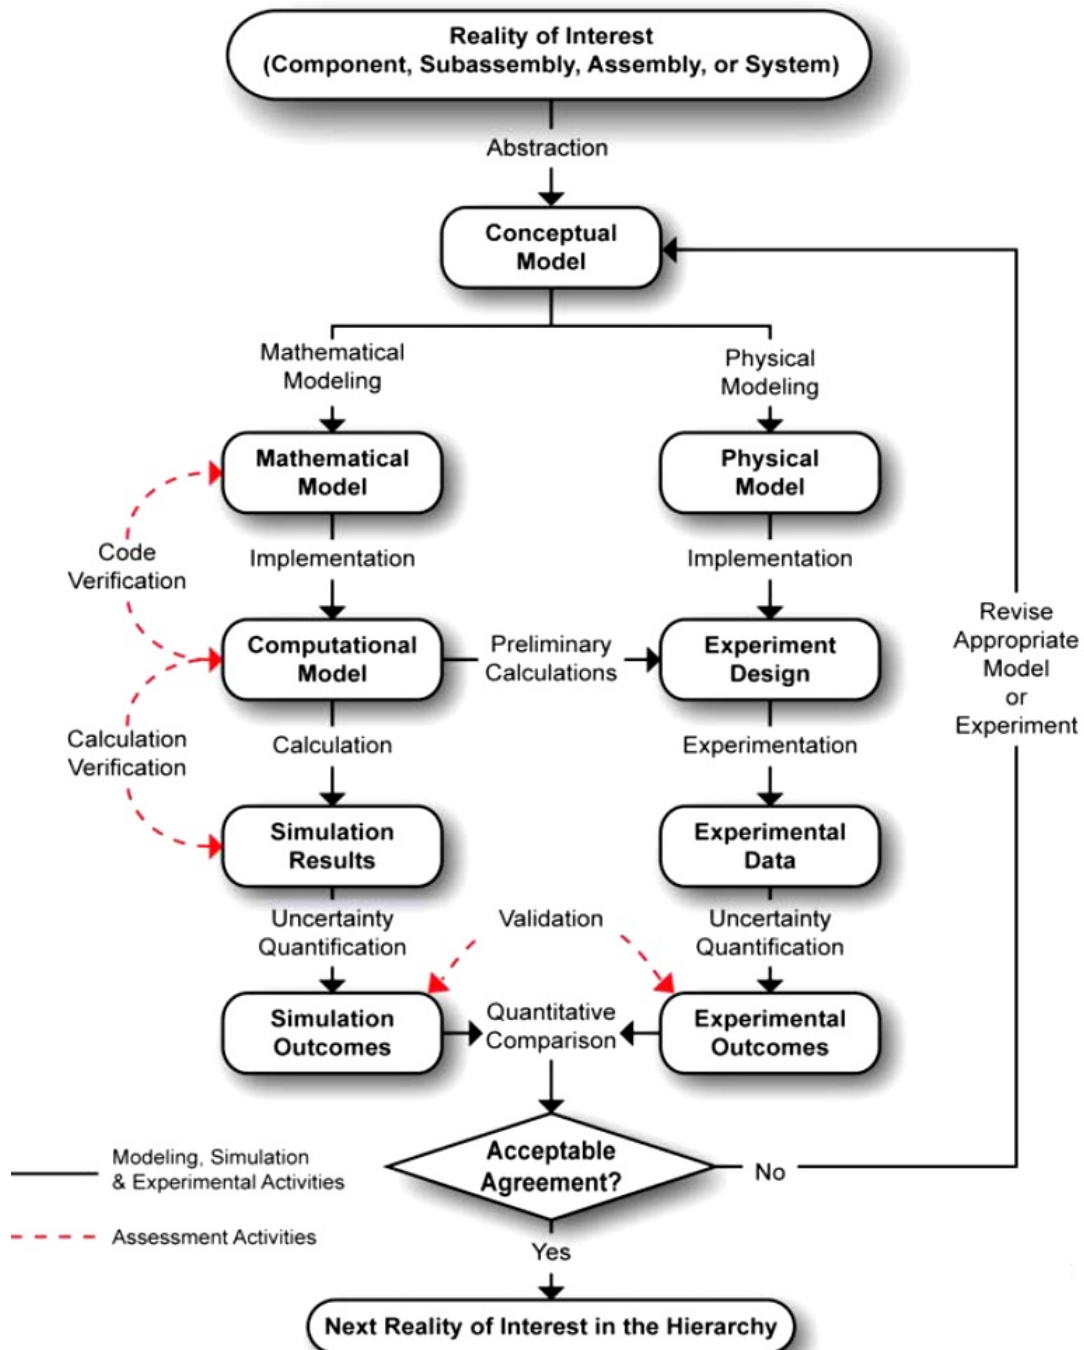 Reality of Interest
(Component, Subassembly, Assembly, or System)
Abstraction
Conceptual
Model
Mathematical
Modeling
Physical
Modeling
Mathematical
Model
Physical
Model
Code
Verification
Implementation
Implementation
Revise
Appropriate
Model
or
Experiment
Computational
Model
Preliminary
Calculations
Experiment
Design
Calculation
Verification
Calculation
Experimentation
Simulation
Results
Experimental
Data
Uncertainty
Quantification
Validation
Uncertainty
Quantification
Simulation
Outcomes
Quantitative
Comparison
Experimental
Outcomes
Acceptable
Agreement?
No
Modeling, Simulation
& Experimental Activities
Assessment Activities
Yes
Next Reality of Interest in the Hierarchy